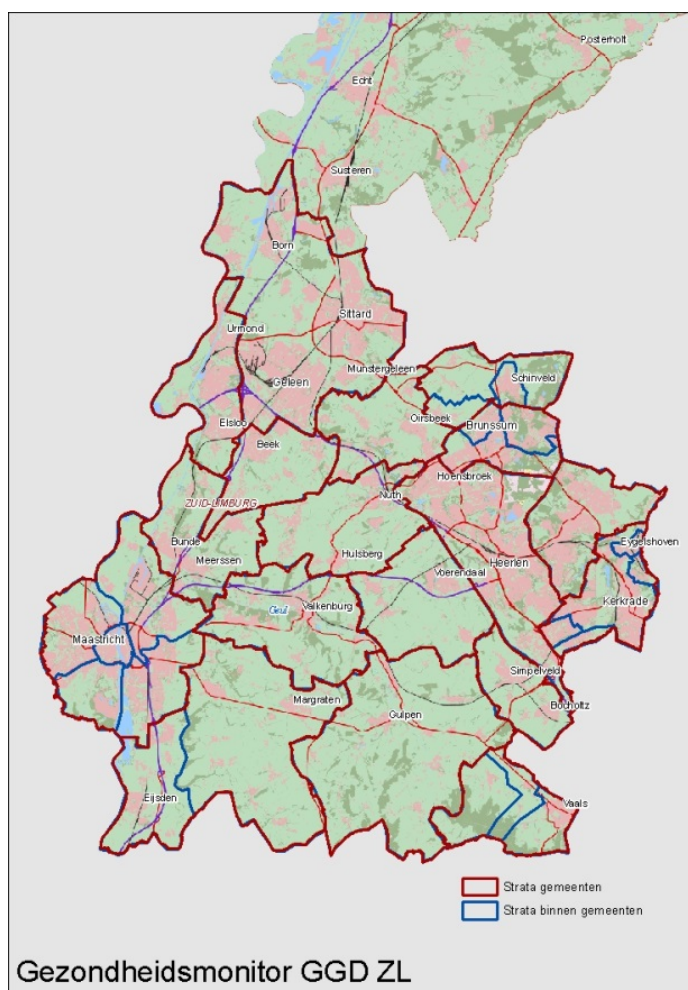 Posterholt
Echt
Susteren
Born
Sittard
Urmond
Munstergeleen
Geleen
Schinveld
Oirsbeek
Elsloo
Brunssum
Beek
Hoensbroek
Nuth
ZUID-LIMBURG
Eygelshoven
Bunde
Hulsberg
Meerssen
Heerlen
Voerendaal
Kerkrade
Geul
Valkenburg
Maastricht
Simpelveld
Margraten
Bocholtz
Gulpen
Eijsden
Vaals
Strata gemeenten
Strata binnen gemeenten
Gezondheidsmonitor GGD ZL